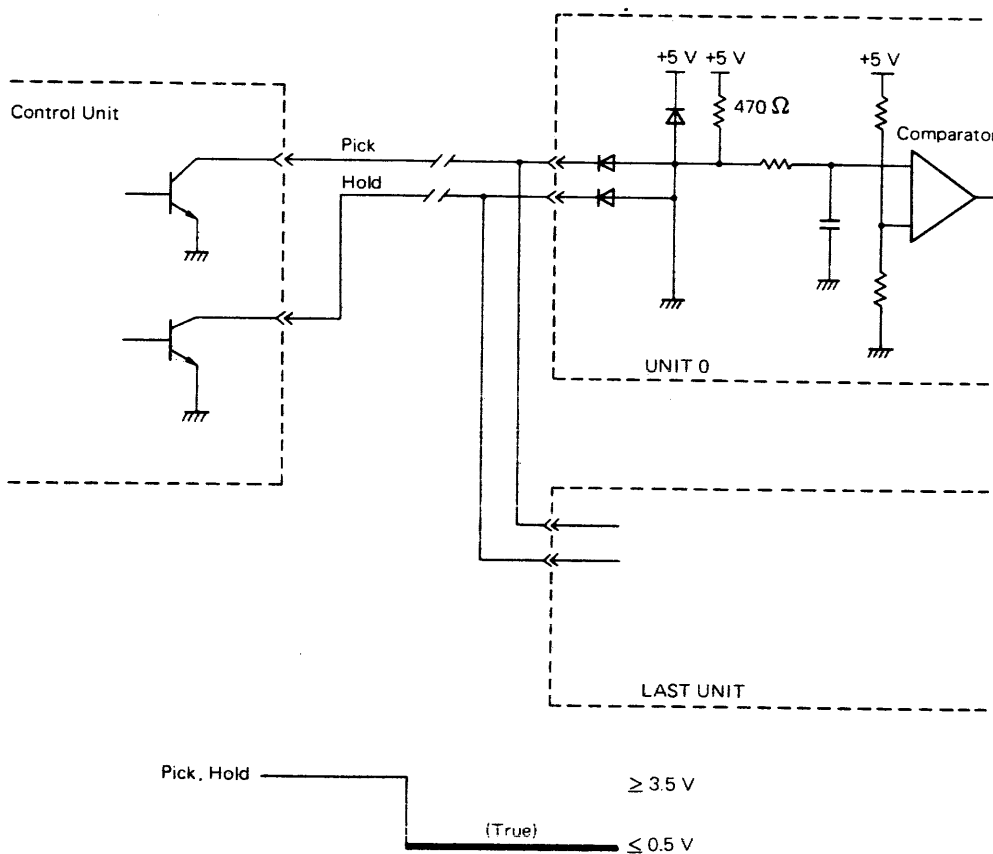 +5 V +5 V +5 V
470 Ω
Control Unit
Comparator
Pick
Hold
UNIT 0
LAST UNIT
Pick, Hold
≥ 3.5 V
(True)
≤ 0.5 V